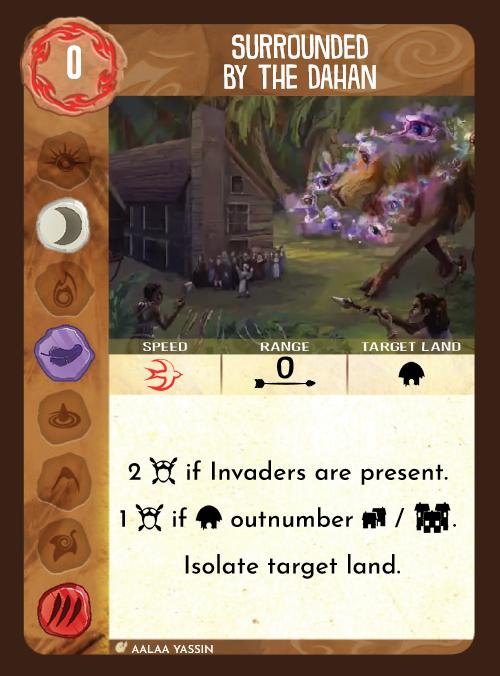 0
SURROUNDED
BY THE DAHAN
SPEED RANGE TARGET LAND
0
2 if Invaders are present.
1 if outnumber / .
Isolate target land.
AALAA YASSIN